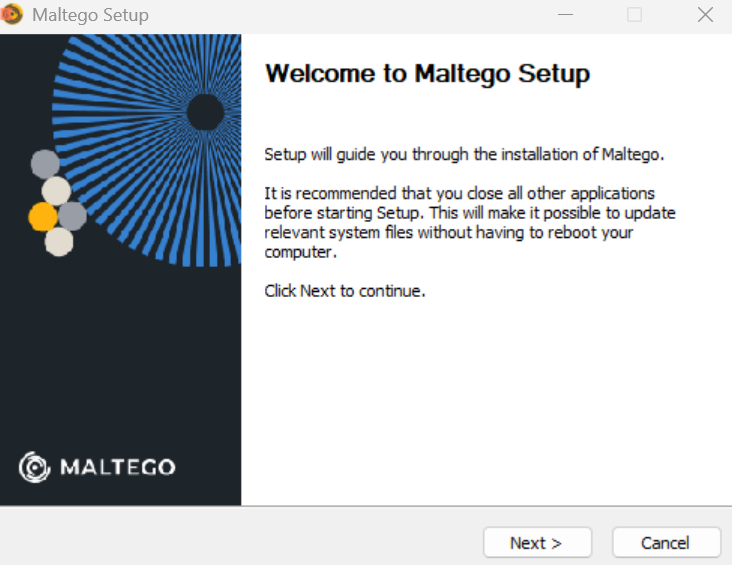 Maltego Setup
Welcome to Maltego Setup
Setup will guide you through the installation of Maltego.
It is recommended that you close all other applications
before starting Setup. This will make it possible to update
relevant system files without having to reboot your
computer.
Click Next to continue.
MALTEGO
Next >
Cancel